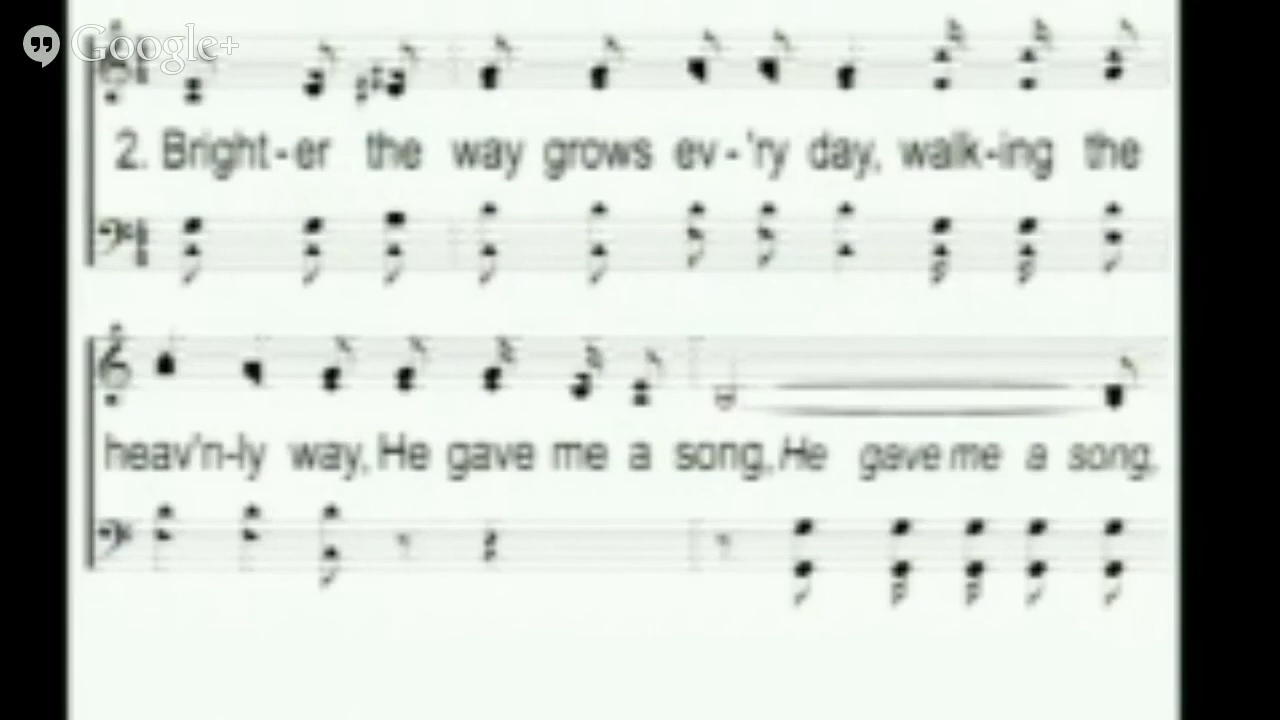 Google+
2. Bright-er the way grows ev-'ry day, walk-ing the
heav'n-ly way, He gave me a song, He gave me a song,